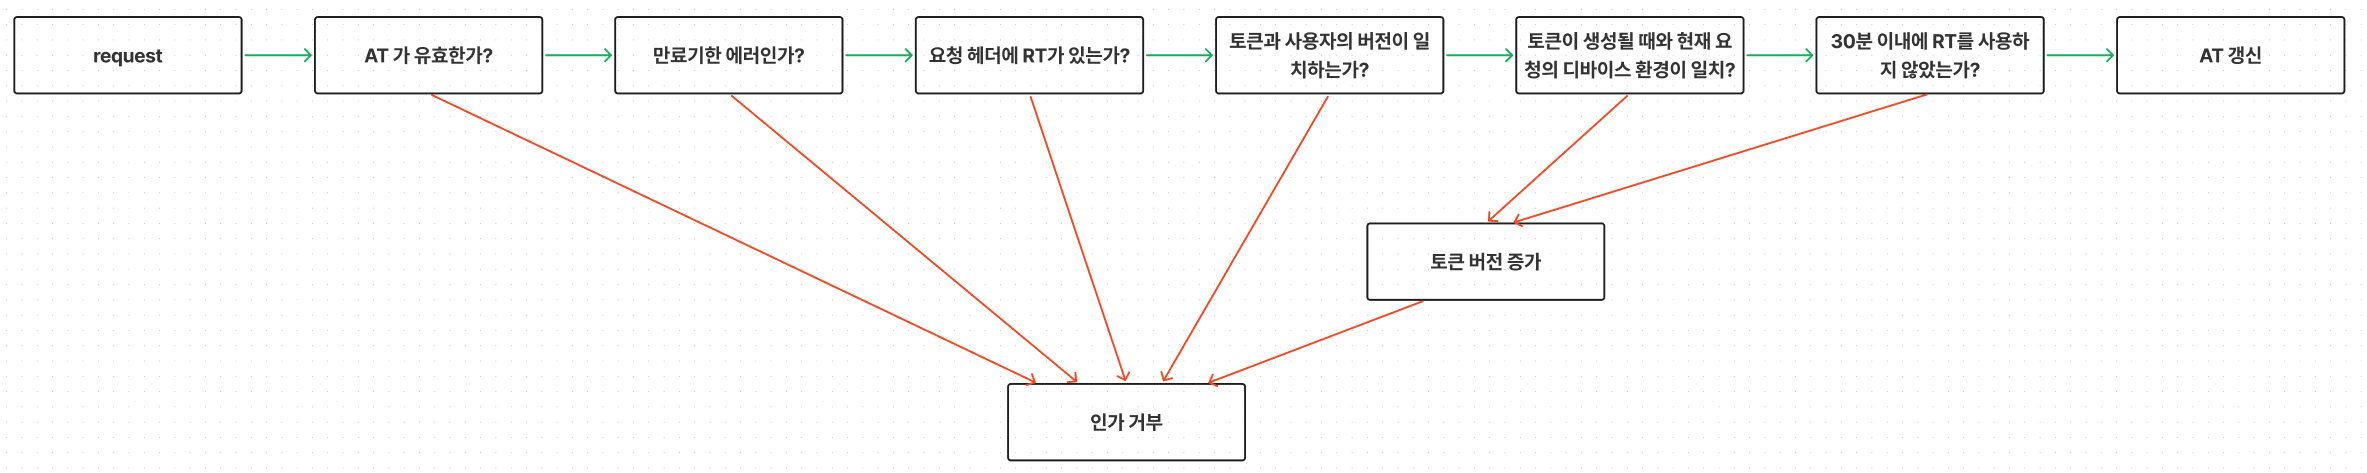 request
AT 가 유효한가?
만료기한 에러인가?
요청 헤더에 RT가 있는가?
토큰과 사용자의 버전이 일
치하는가?
토큰이 생성될 때와 현재 요
청의 디바이스 환경이 일치?
30분 이내에 RT를 사용하
지 않았는가?
AT 갱신
토큰 버전 증가
인가 거부